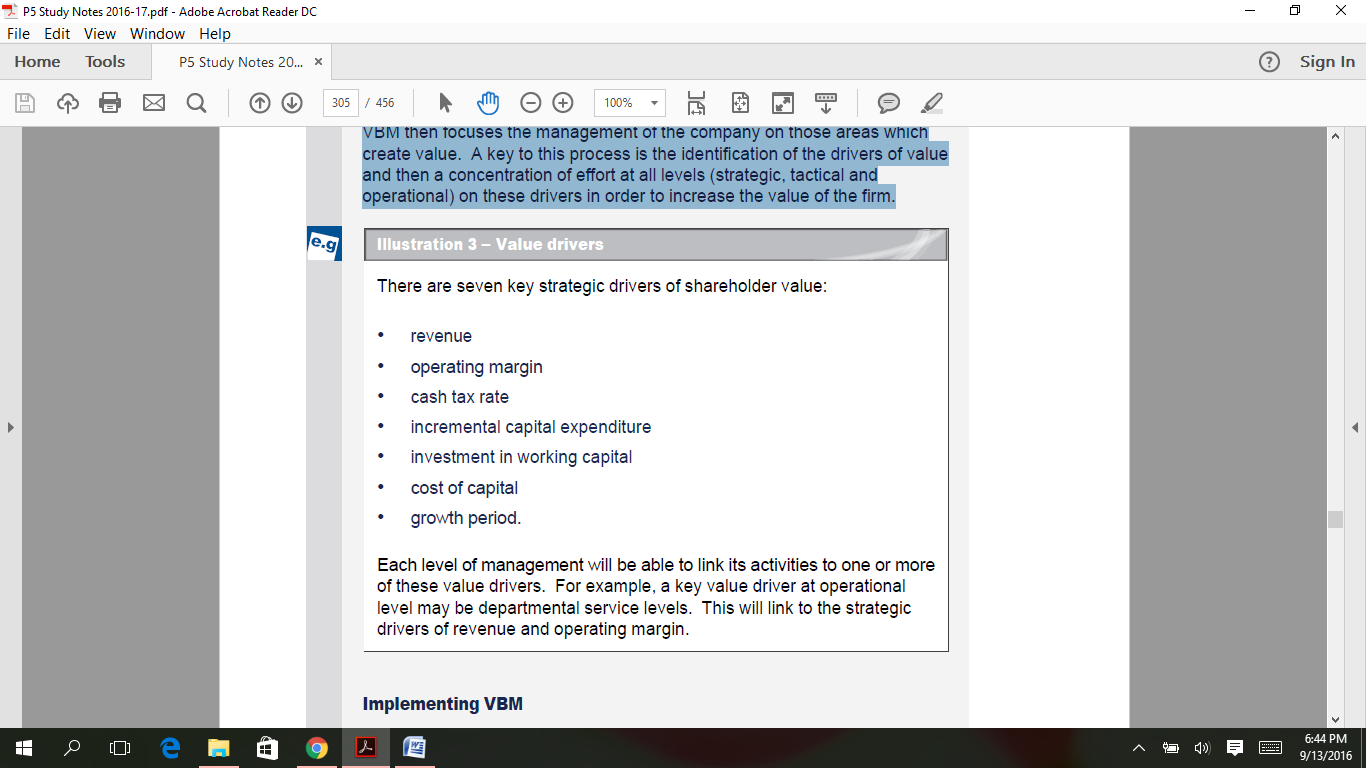 P5 Study Notes 2016-17.pdf - Adobe Acrobat Reader DC
File Edit View Window Help
Home Tools P5 Study Notes 20... × Sign In
305 / 456 100%
VBM then focuses the management of the company on those areas which
create value. A key to this process is the identification of the drivers of value
and then a concentration of effort at all levels (strategic, tactical and
operational) on these drivers in order to increase the value of the firm.
e.g Illustration 3 – Value drivers
There are seven key strategic drivers of shareholder value:
• revenue
• operating margin
• cash tax rate
• incremental capital expenditure
• investment in working capital
• cost of capital
• growth period.
Each level of management will be able to link its activities to one or more
of these value drivers. For example, a key value driver at operational
level may be departmental service levels. This will link to the strategic
drivers of revenue and operating margin.
Implementing VBM
6:44 PM
9/13/2016